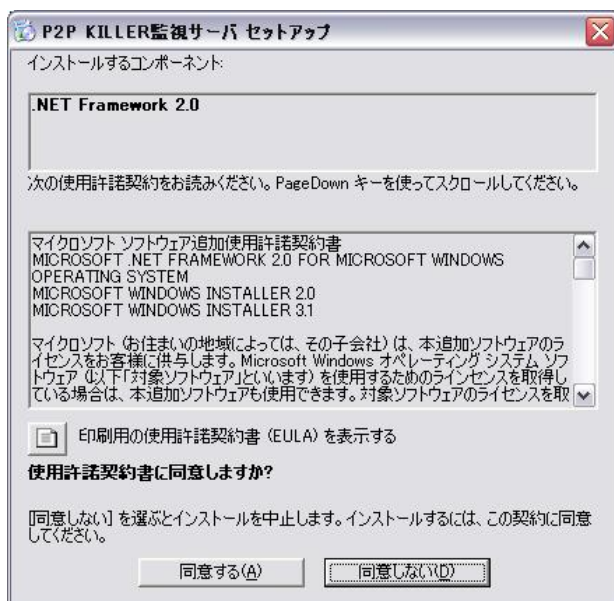 P2P KILLER監視サーバ セットアップ
インストールするコンポーネント:
.NET Framework 2.0
次の使用許諾契約をお読みください。PageDown キーを使ってスクロールしてください。
マイクロソフト ソフトウェア追加使用許諾契約書
MICROSOFT .NET FRAMEWORK 2.0 FOR MICROSOFT WINDOWS
OPERATING SYSTEM
MICROSOFT WINDOWS INSTALLER 2.0
MICROSOFT WINDOWS INSTALLER 3.1
マイクロソフト (お住まいの地域によっては、その子会社) は、本追加ソフトウェアのラ
イセンスをお客様に供与します。Microsoft Windows オペレーティング システム ソフ
トウェア (以下「対象ソフトウェア」といいます) を使用するためのラインセンスを取得し
ている場合は、本追加ソフトウェアも使用できます。対象ソフトウェアのライセンスを取
印刷用の使用許諾契約書 (EULA) を表示する
使用許諾契約書に同意しますか?
[同意しない] を選ぶとインストールを中止します。インストールするには、この契約に同意
してください。
同意する(A)
同意しない(D)